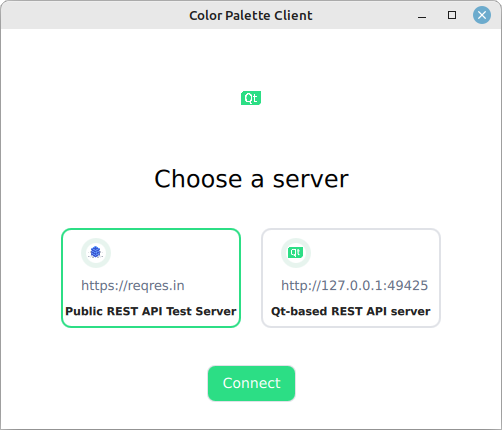 Color Palette Client
Qt
Choose a server
Qt
https://reqres.in
http://127.0.0.1:49425
Public REST API Test Server
Qt-based REST API server
Connect